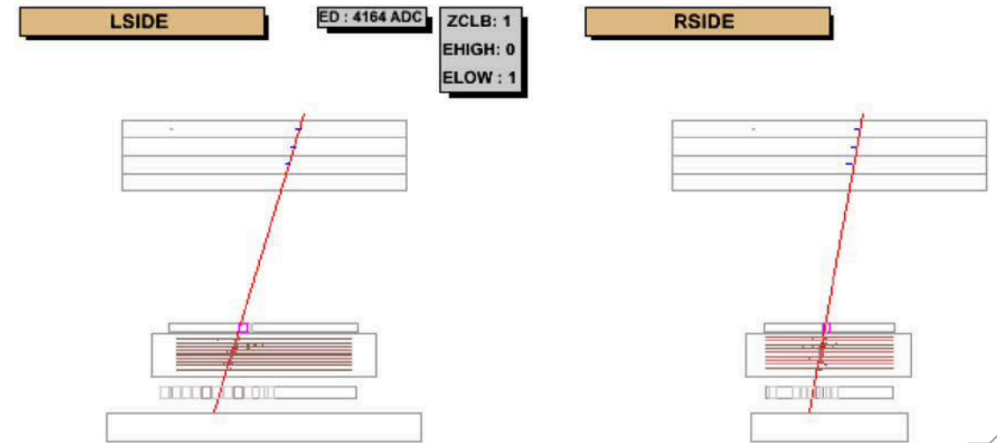 LSIDE
ED : 4164 ADC
ZCLB: 1
EHIGH: 0
ELOW : 1
RSIDE